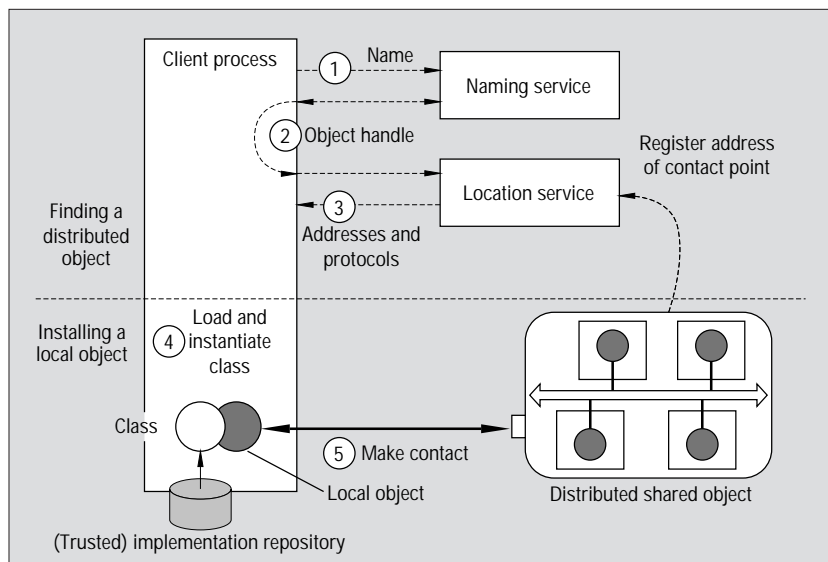 Client process
1
Name
Naming service
2
Object handle
Register address
of contact point
Location service
3
Addresses and
protocols
Finding a
distributed
object
Installing a
local object
4
Load and
instantiate
class
Class
5
Make contact
Local object
Distributed shared object
(Trusted) implementation repository